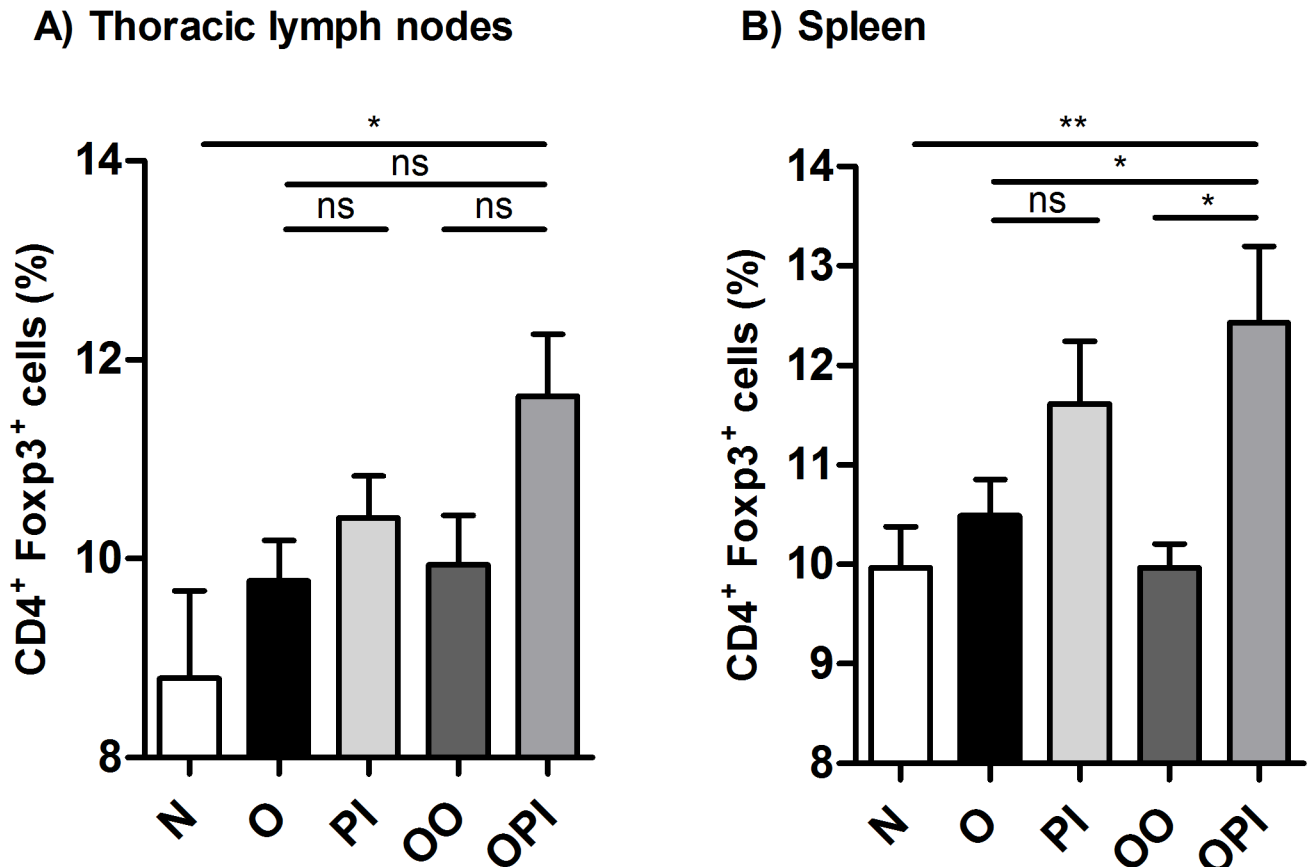 A) Thoracic lymph nodes
*
ns
ns
ns
14
12
10
8
CD4⁺ Foxp3⁺ cells (%)
N
O
PI
OO
OPI
B) Spleen
**
*
ns
*
14
13
12
11
10
9
8
CD4⁺ Foxp3⁺ cells (%)
N
O
PI
OO
OPI